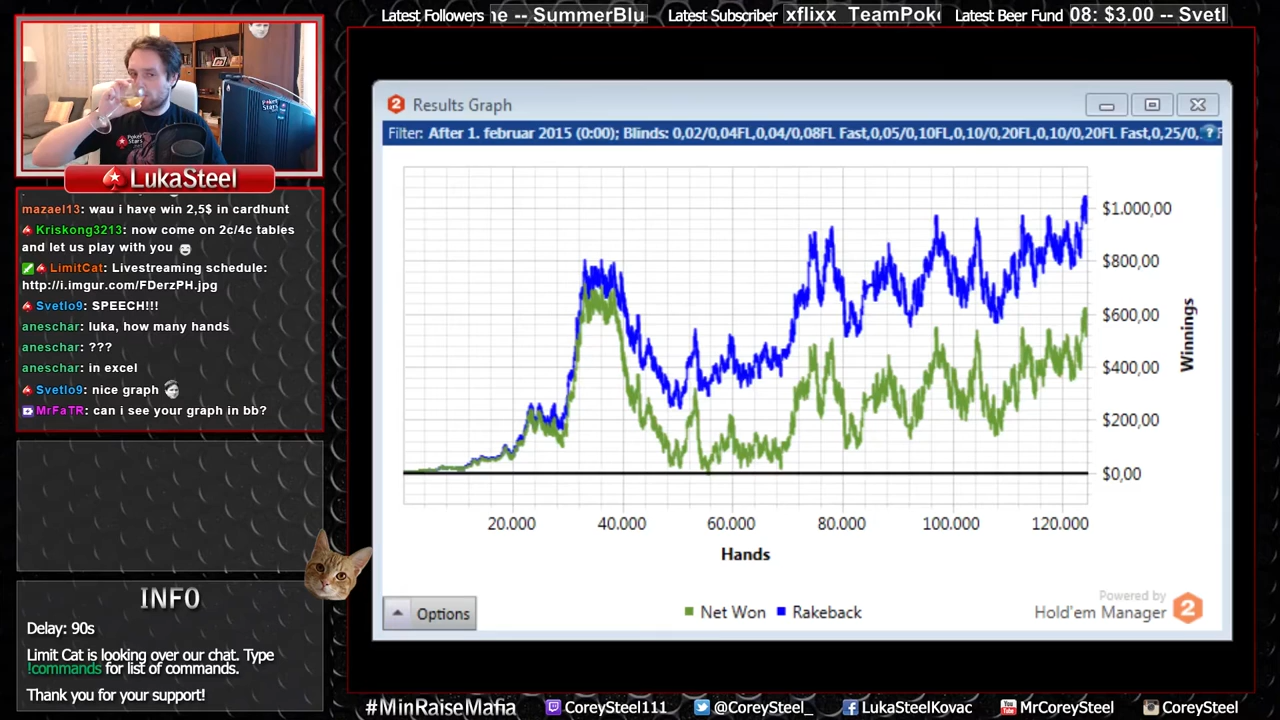 Latest Followers ne -- SummerBlu Latest Subscriber xflixx_TeamPok Latest Beer Fund 08: $3.00 -- Svetl
LukaSteel
mazael13: wau i have win 2,5$ in cardhunt
Kriskong3213: now come on 2c/4c tables
and let us play with you
LimitCat: Livestreaming schedule:
http://i.imgur.com/FDerzPH.jpg
Svetlo9: SPEECH!!!
aneschar: luka, how many hands
aneschar: ???
aneschar: in excel
Svetlo9: nice graph
MrFaTR: can i see your graph in bb?
INFO
Delay: 90s
Limit Cat is looking over our chat. Type
!commands for list of commands.
Thank you for your support!
2 Results Graph
Filter: After 1. februar 2015 (0:00); Blinds: 0,02/0,04FL,0,04/0,08FL Fast,0,05/0,10FL,0,10/0,20FL,0,10/0,20FL Fast,0,25/0, ?
$1.000,00
$800,00
$600,00
$400,00
$200,00
$0,00
Winnings
20.000 40.000 60.000 80.000 100.000 120.000
Hands
Options
Net Won Rakeback
Powered by
Hold'em Manager 2
#MinRaiseMafia CoreySteel111 @CoreySteel_ LukaSteelKovac MrCoreySteel CoreySteel